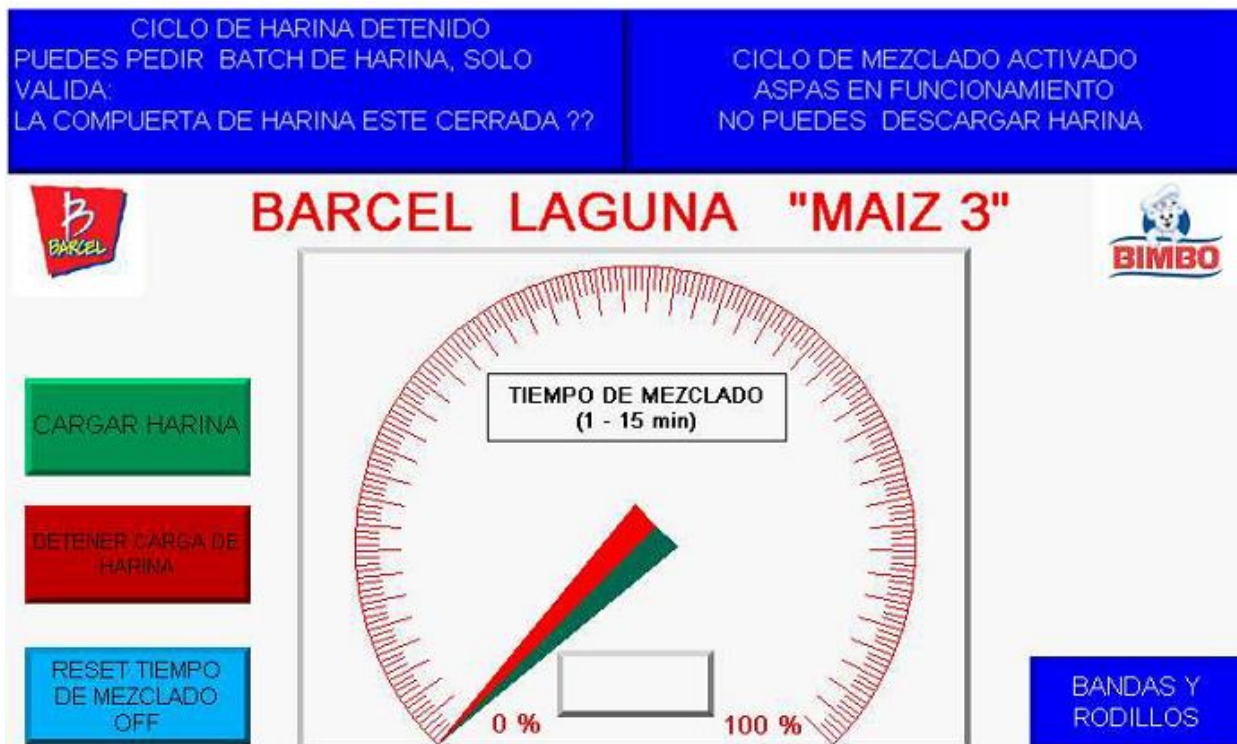 CICLO DE HARINA DETENIDO
PUEDES PEDIR BATCH DE HARINA, SOLO
VALIDA:
LA COMPUERTA DE HARINA ESTE CERRADA ??
CICLO DE MEZCLADO ACTIVADO
ASPAS EN FUNCIONAMIENTO
NO PUEDES DESCARGAR HARINA
B
BARCEL
BARCEL LAGUNA "MAIZ 3"
BIMBO
TIEMPO DE MEZCLADO
(1 - 15 min)
CARGAR HARINA
DETENER CARGA DE
HARINA
RESET TIEMPO
DE MEZCLADO
OFF
0 %
100 %
BANDAS Y
RODILLOS